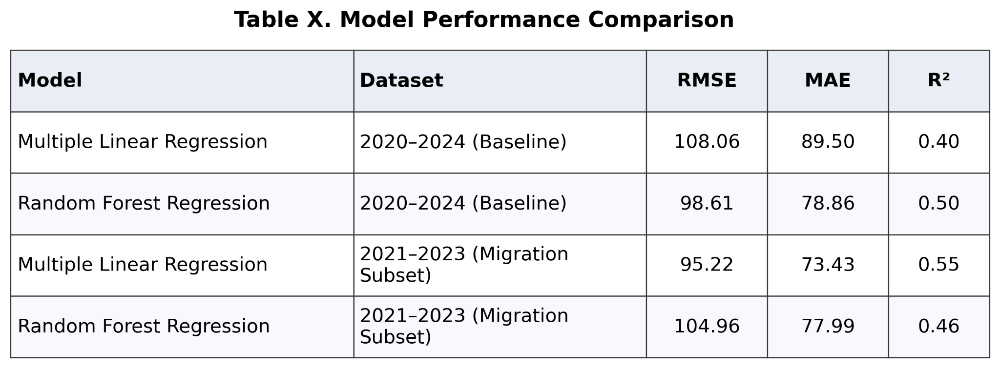 Table X. Model Performance Comparison
Model Dataset RMSE MAE R²
Multiple Linear Regression 2020–2024 (Baseline) 108.06 89.50 0.40
Random Forest Regression 2020–2024 (Baseline) 98.61 78.86 0.50
Multiple Linear Regression 2021–2023 (Migration
Subset) 95.22 73.43 0.55
Random Forest Regression 2021–2023 (Migration
Subset) 104.96 77.99 0.46